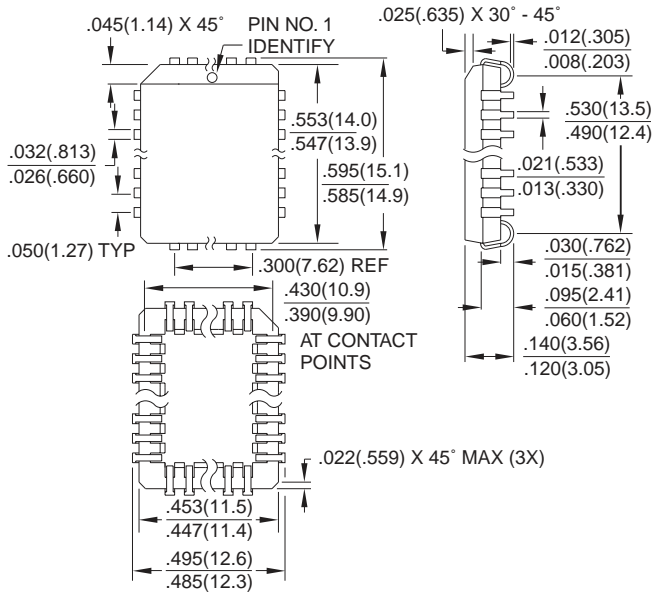 .045(1.14) X 45˚
PIN NO. 1
IDENTIFY
.025(.635) X 30˚ - 45˚
.012(.305)
.008(.203)
.553(14.0)
.547(13.9)
.595(15.1)
.585(14.9)
.032(.813)
.026(.660)
.050(1.27) TYP
.530(13.5)
.490(12.4)
.021(.533)
.013(.330)
.030(.762)
.015(.381)
.095(2.41)
.060(1.52)
.140(3.56)
.120(3.05)
.300(7.62) REF
.430(10.9)
.390(9.90)
AT CONTACT
POINTS
.022(.559) X 45˚ MAX (3X)
.453(11.5)
.447(11.4)
.495(12.6)
.485(12.3)